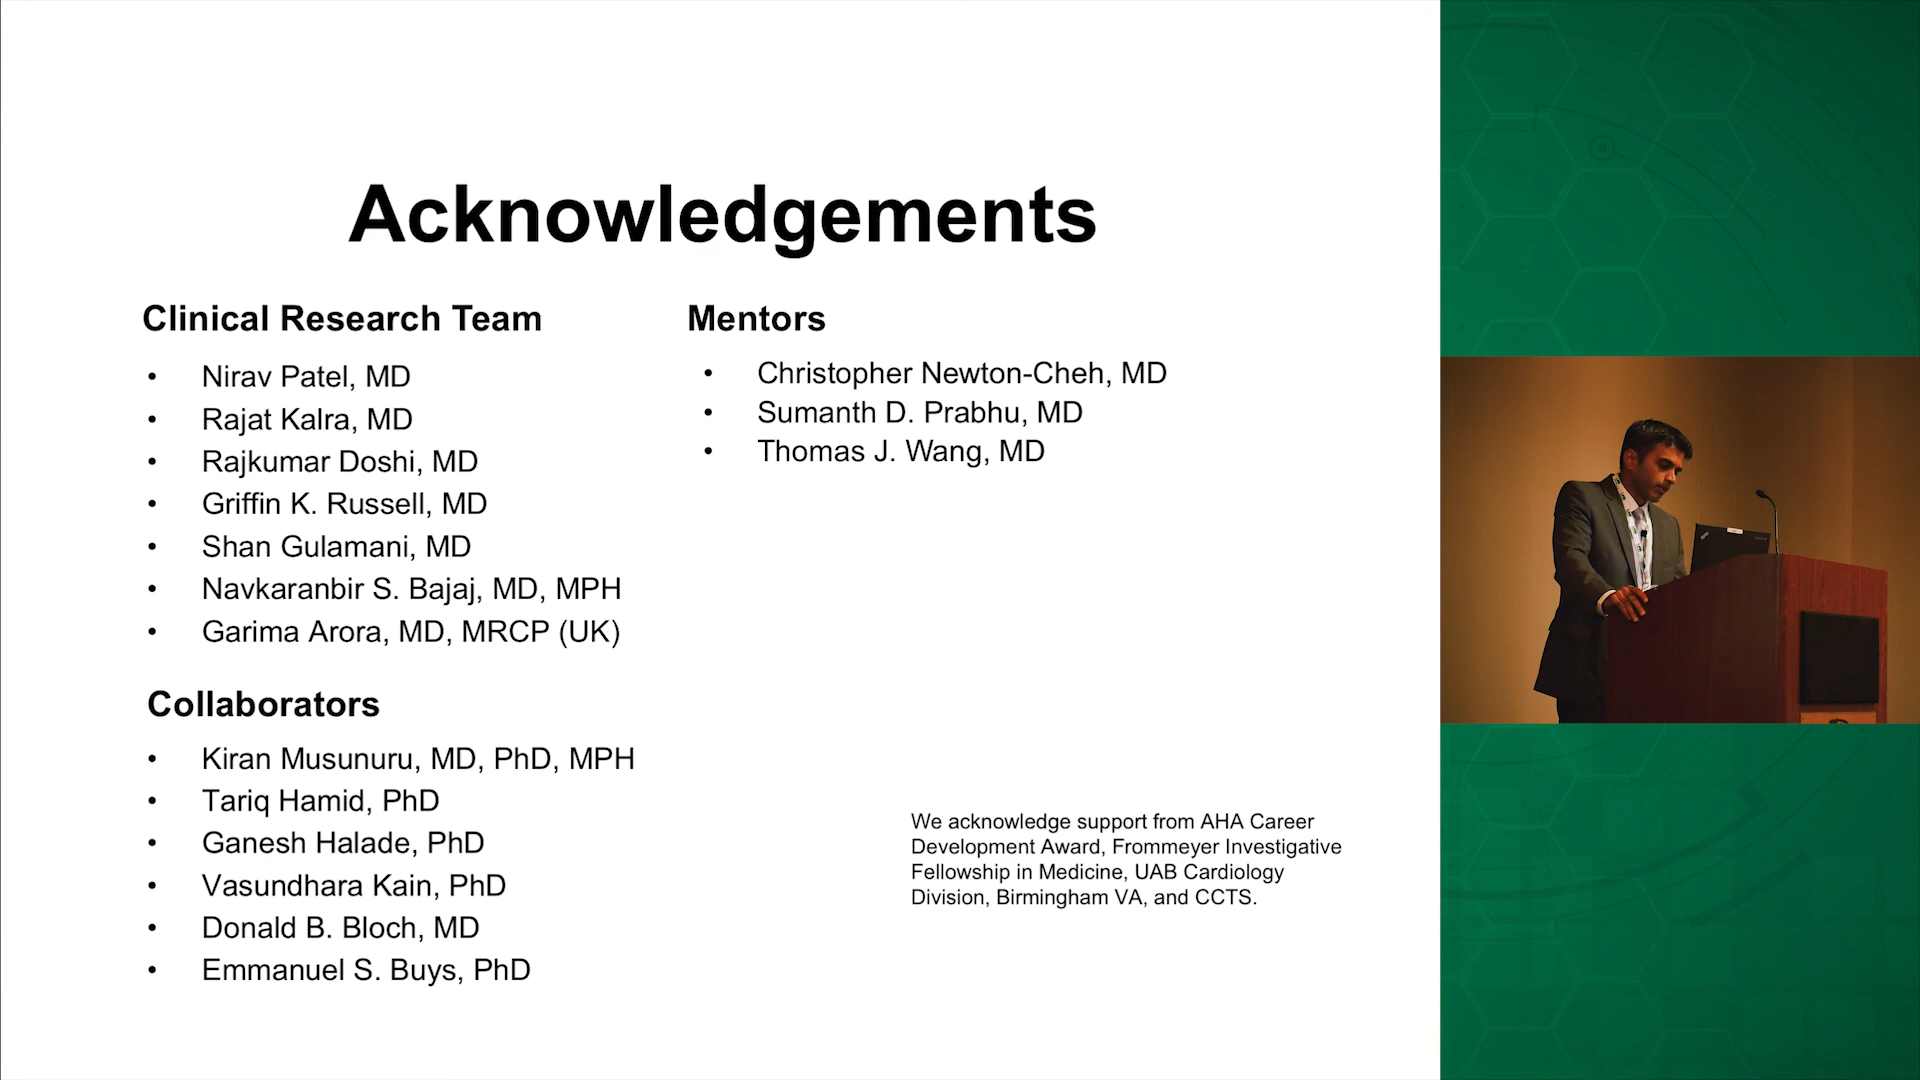 Acknowledgements
Clinical Research Team
• Nirav Patel, MD
• Rajat Kalra, MD
• Rajkumar Doshi, MD
• Griffin K. Russell, MD
• Shan Gulamani, MD
• Navkaranbir S. Bajaj, MD, MPH
• Garima Arora, MD, MRCP (UK)
Collaborators
• Kiran Musunuru, MD, PhD, MPH
• Tariq Hamid, PhD
• Ganesh Halade, PhD
• Vasundhara Kain, PhD
• Donald B. Bloch, MD
• Emmanuel S. Buys, PhD
Mentors
• Christopher Newton-Cheh, MD
• Sumanth D. Prabhu, MD
• Thomas J. Wang, MD
We acknowledge support from AHA Career
Development Award, Frommeyer Investigative
Fellowship in Medicine, UAB Cardiology
Division, Birmingham VA, and CCTS.